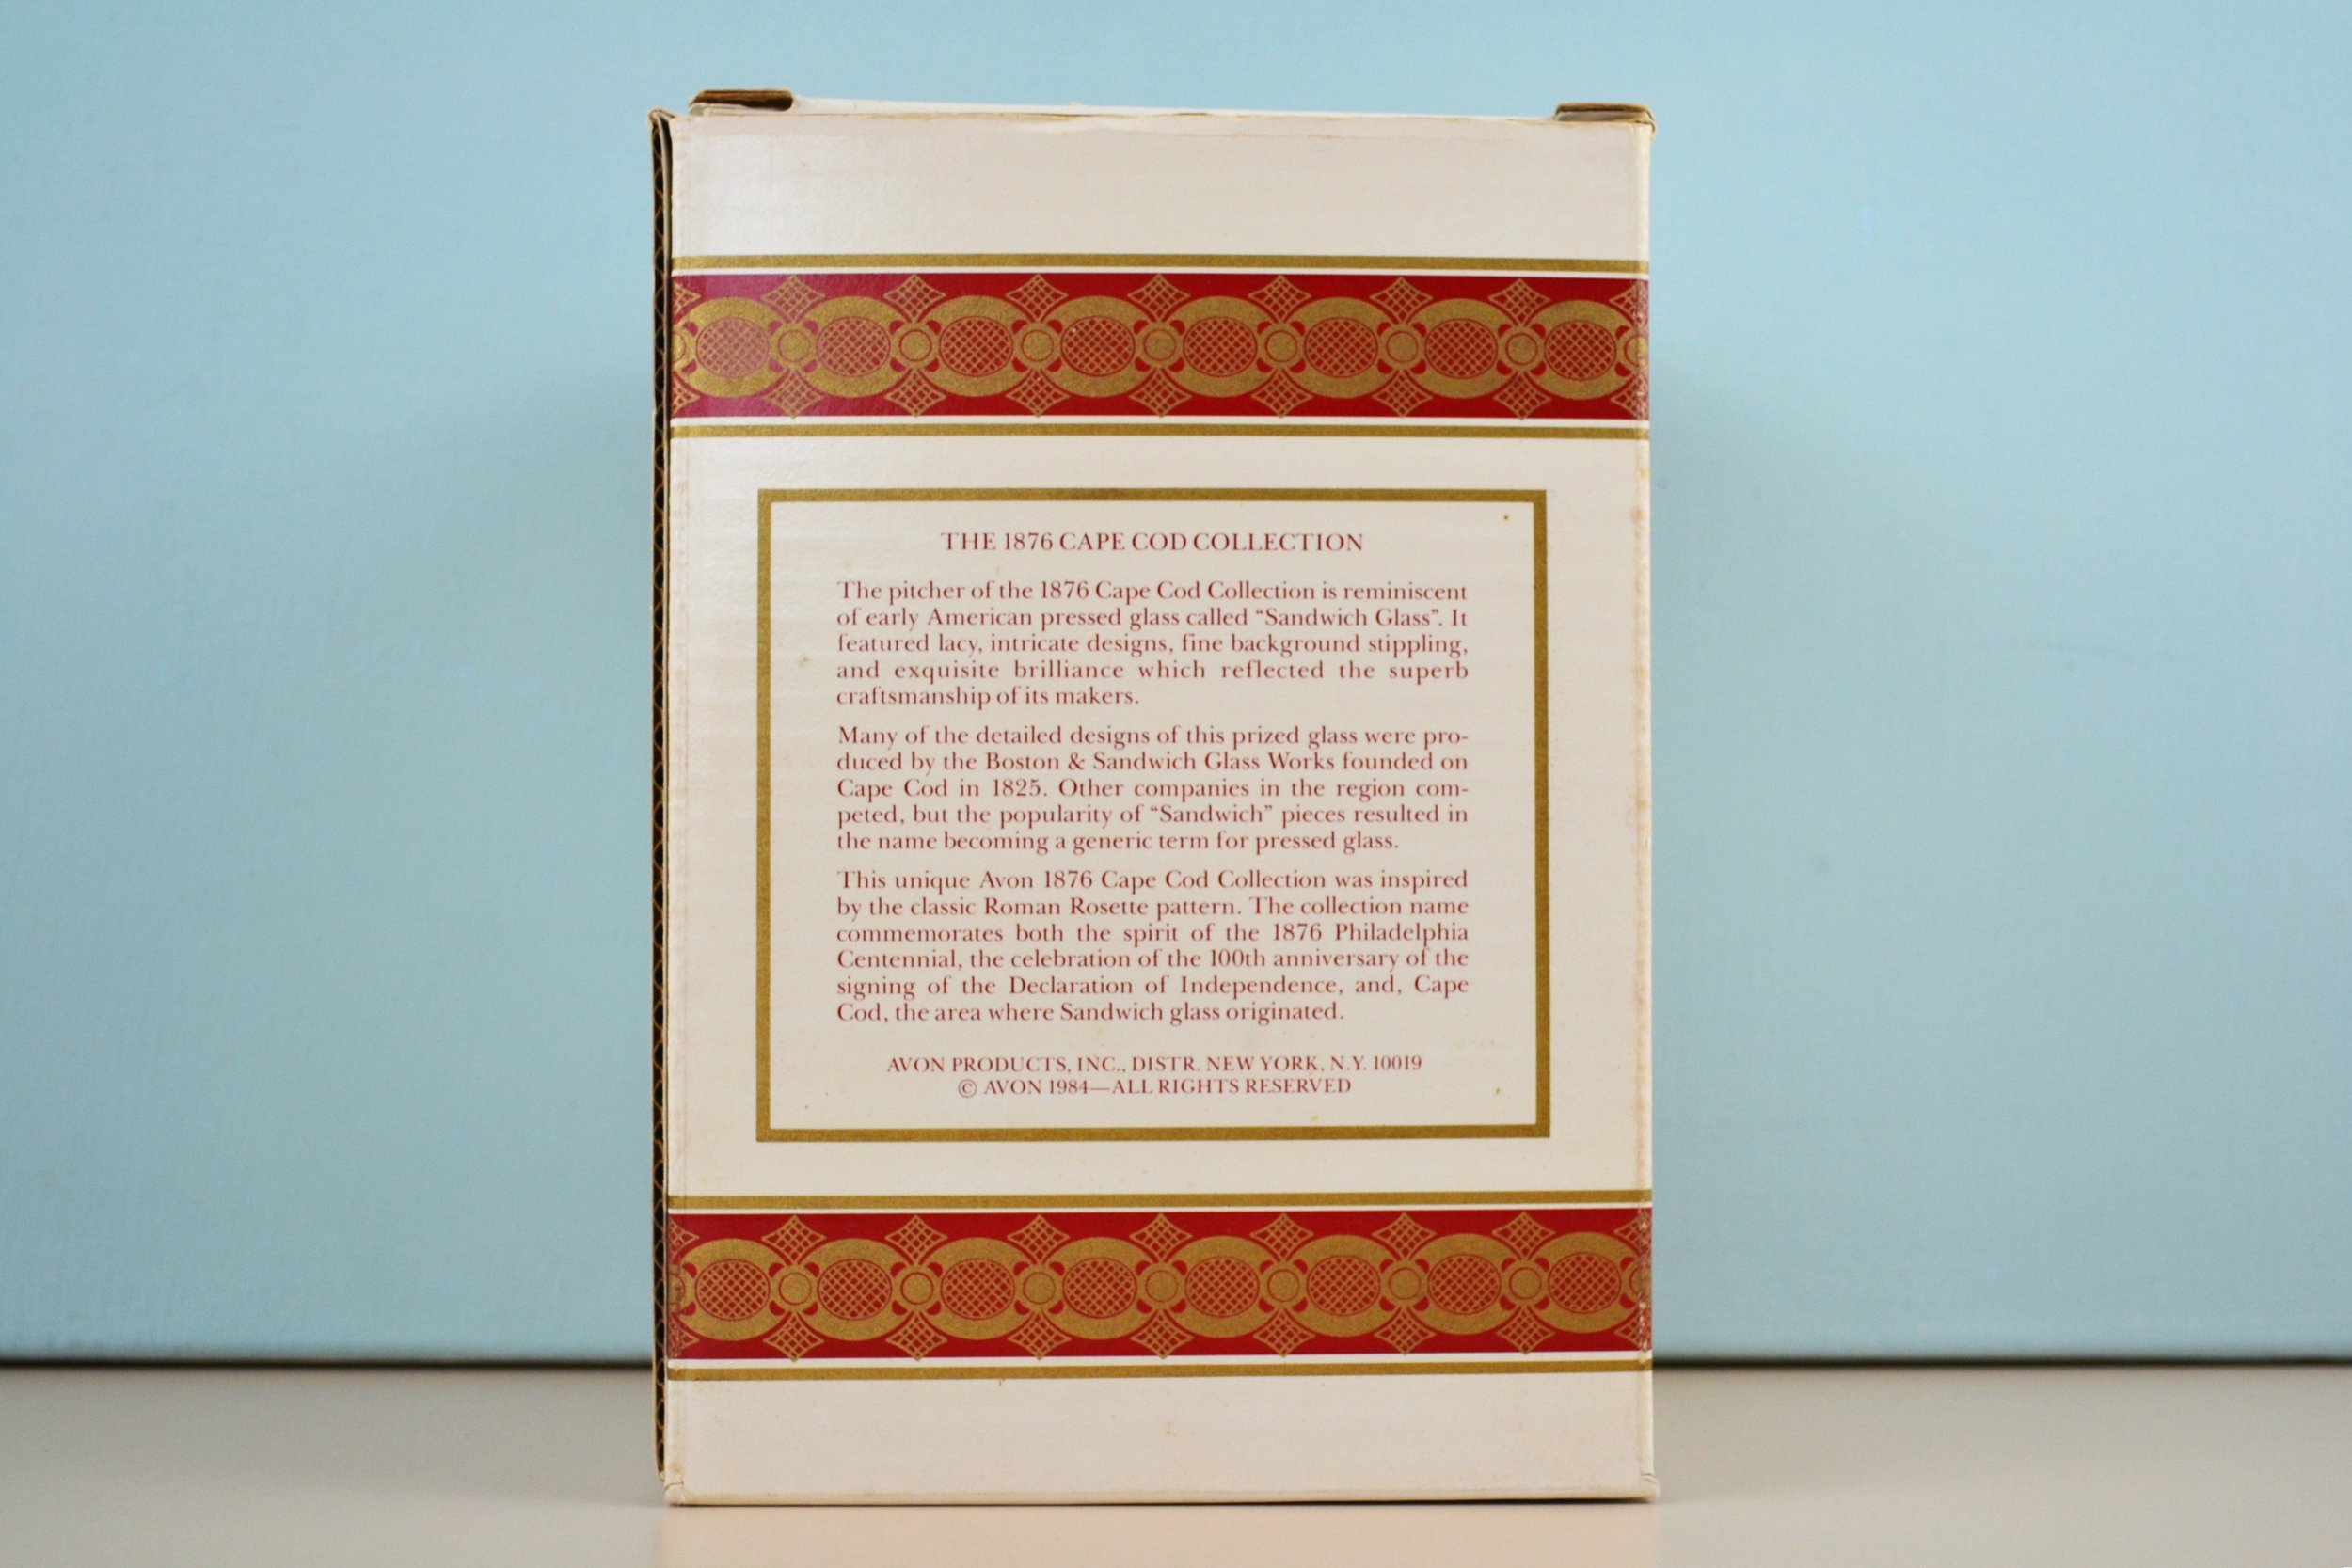 THE 1876 CAPE COD COLLECTION
The pitcher of the 1876 Cape Cod Collection is reminiscent
of early American pressed glass called “Sandwich Glass”. It
featured lacy, intricate designs, fine background stippling,
and exquisite brilliance which reflected the superb
craftsmanship of its makers.
Many of the detailed designs of this prized glass were pro-
duced by the Boston & Sandwich Glass Works founded on
Cape Cod in 1825. Other companies in the region com-
peted, but the popularity of “Sandwich” pieces resulted in
the name becoming a generic term for pressed glass.
This unique Avon 1876 Cape Cod Collection was inspired
by the classic Roman Rosette pattern. The collection name
commemorates both the spirit of the 1876 Philadelphia
Centennial, the celebration of the 100th anniversary of the
signing of the Declaration of Independence, and, Cape
Cod, the area where Sandwich glass originated.
AVON PRODUCTS, INC., DISTR. NEW YORK, N.Y. 10019
© AVON 1984—ALL RIGHTS RESERVED